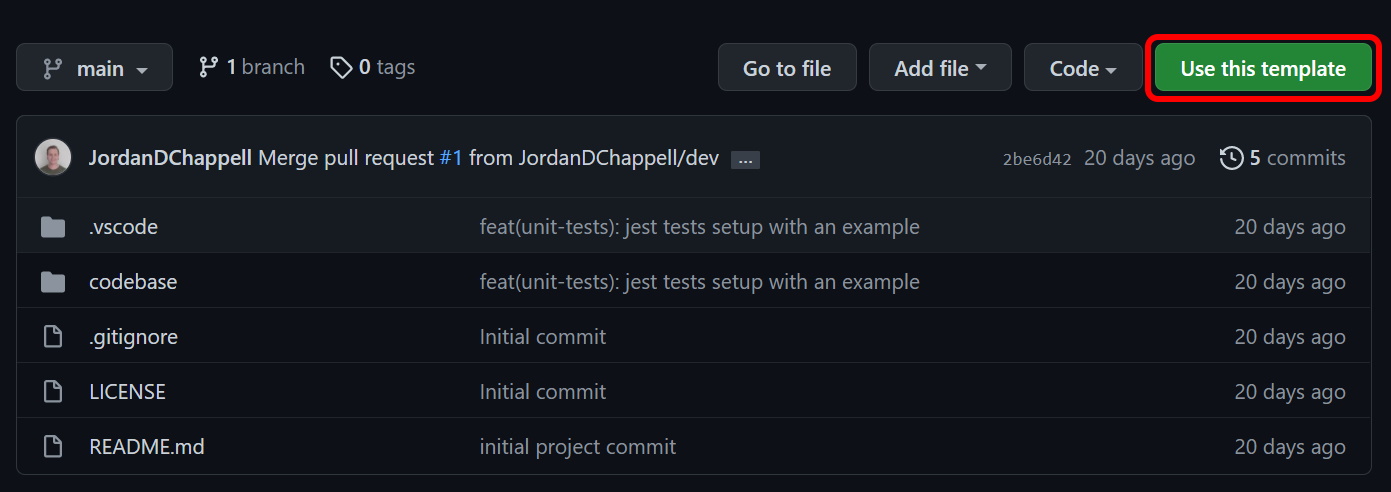 main 1 branch 0 tags Go to file Add file Code Use this template
JordanDChappell Merge pull request #1 from JordanDChappell/dev ... 2be6d42 20 days ago 5 commits
.vscode feat(unit-tests): jest tests setup with an example 20 days ago
codebase feat(unit-tests): jest tests setup with an example 20 days ago
.gitignore Initial commit 20 days ago
LICENSE Initial commit 20 days ago
README.md initial project commit 20 days ago